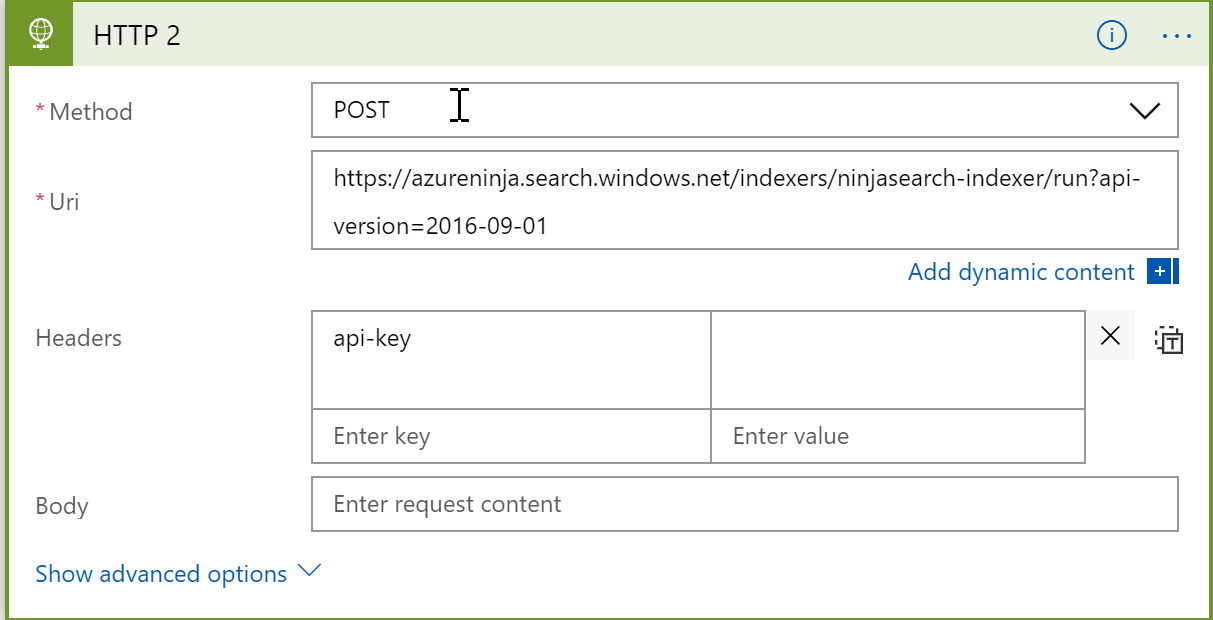 HTTP 2
* Method
POST
* Uri
https://azureninja.search.windows.net/indexers/ninjasearch-indexer/run?api-
version=2016-09-01
Add dynamic content
Headers
api-key
Enter key
Enter value
Body
Enter request content
Show advanced options